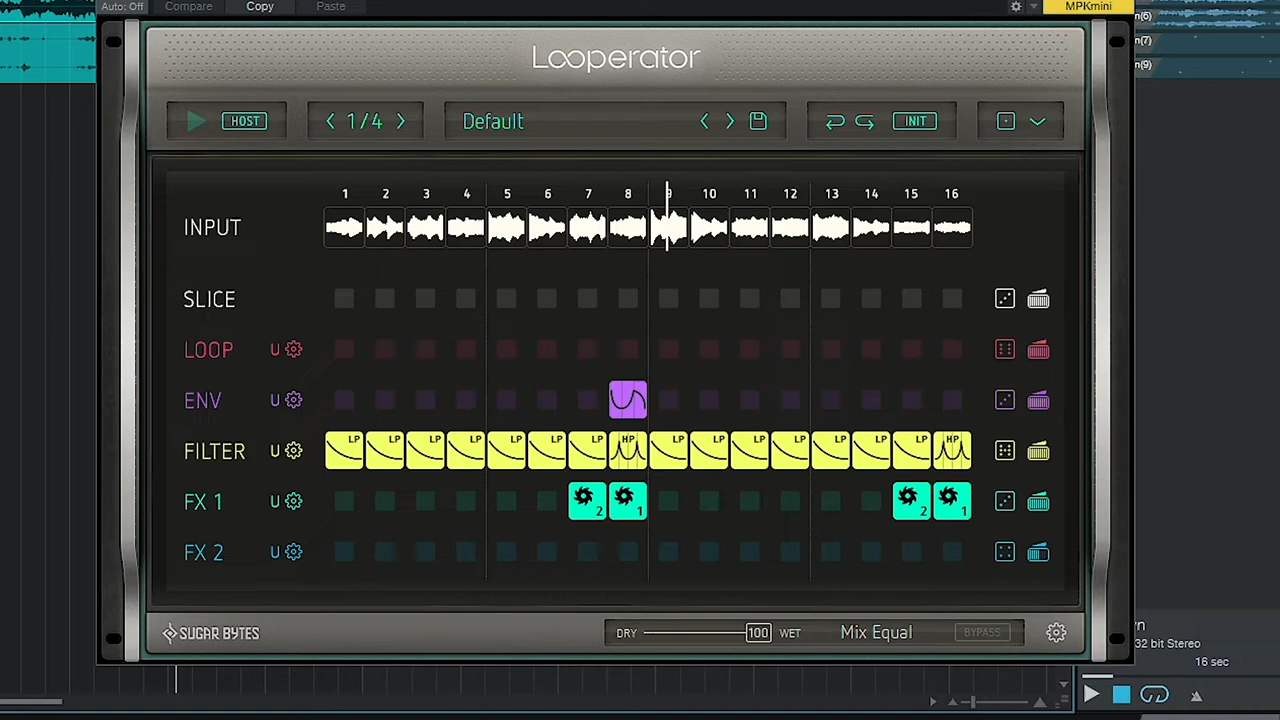 Auto: Off Compare Copy Paste MPKmini
Looperator
HOST 1/4 Default INIT
1 2 3 4 5 6 7 8 9 10 11 12 13 14 15 16
INPUT
SLICE
LOOP U
ENV U
FILTER U LP LP LP LP LP LP LP HP LP LP LP LP LP LP LP HP
FX 1 U 2 1 2 1
FX 2 U
SUGAR BYTES DRY 100 WET Mix Equal BYPASS
n(6)
n(7)
n(9)
32 bit Stereo
16 sec